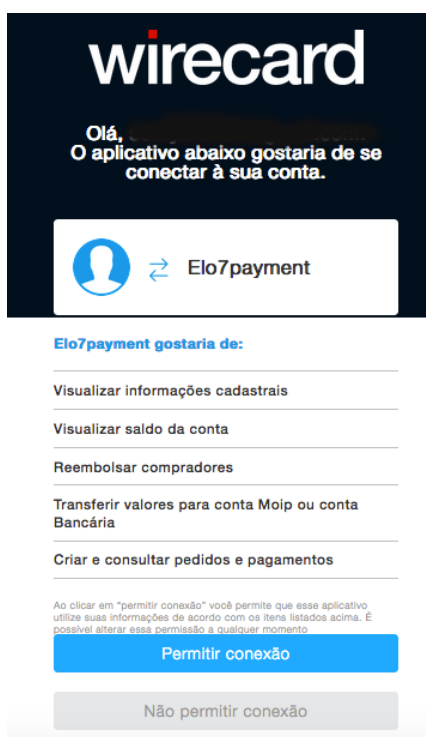 wirecard
Olá,
O aplicativo abaixo gostaria de se
conectar à sua conta.
Elo7payment
Elo7payment gostaria de:
Visualizar informações cadastrais
Visualizar saldo da conta
Reembolsar compradores
Transferir valores para conta Moip ou conta
Bancária
Criar e consultar pedidos e pagamentos
Ao clicar em “permitir conexão” você permite que esse aplicativo
utilize suas informações de acordo com os itens listados acima. É
possível alterar essa permissão a qualquer momento
Permitir conexão
Não permitir conexão